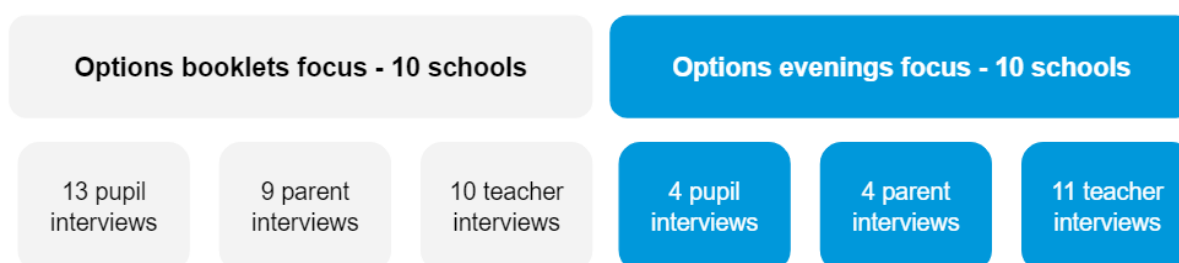 Options booklets focus - 10 schools
Options evenings focus - 10 schools
13 pupil
interviews
9 parent
interviews
10 teacher
interviews
4 pupil
interviews
4 parent
interviews
11 teacher
interviews